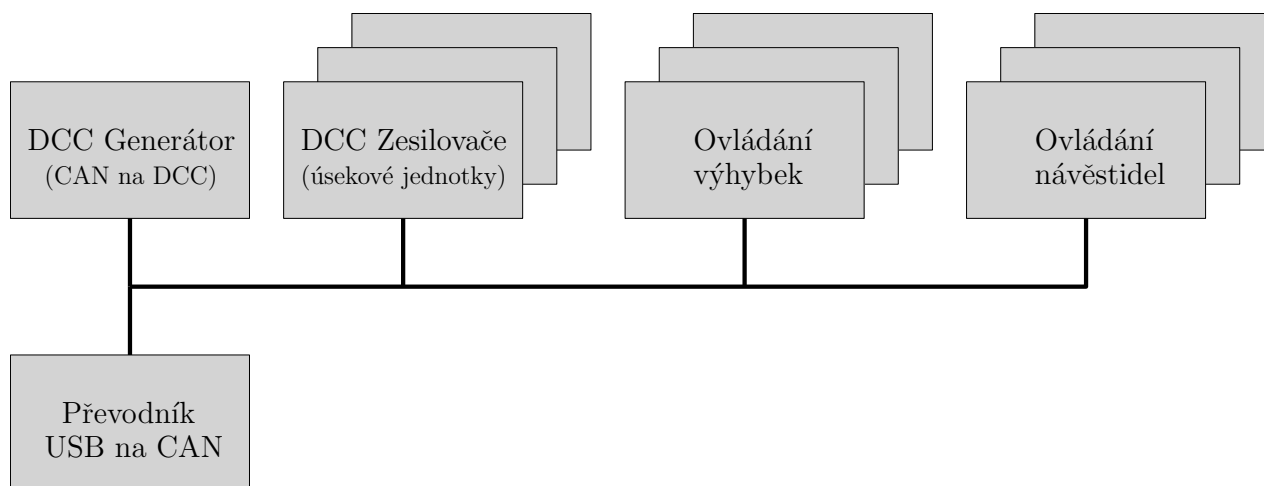 DCC Generátor
(CAN na DCC)
DCC Zesilovače
(úsekové jednotky)
Ovládání
výhybek
Ovládání
návěstidel
Převodník
USB na CAN